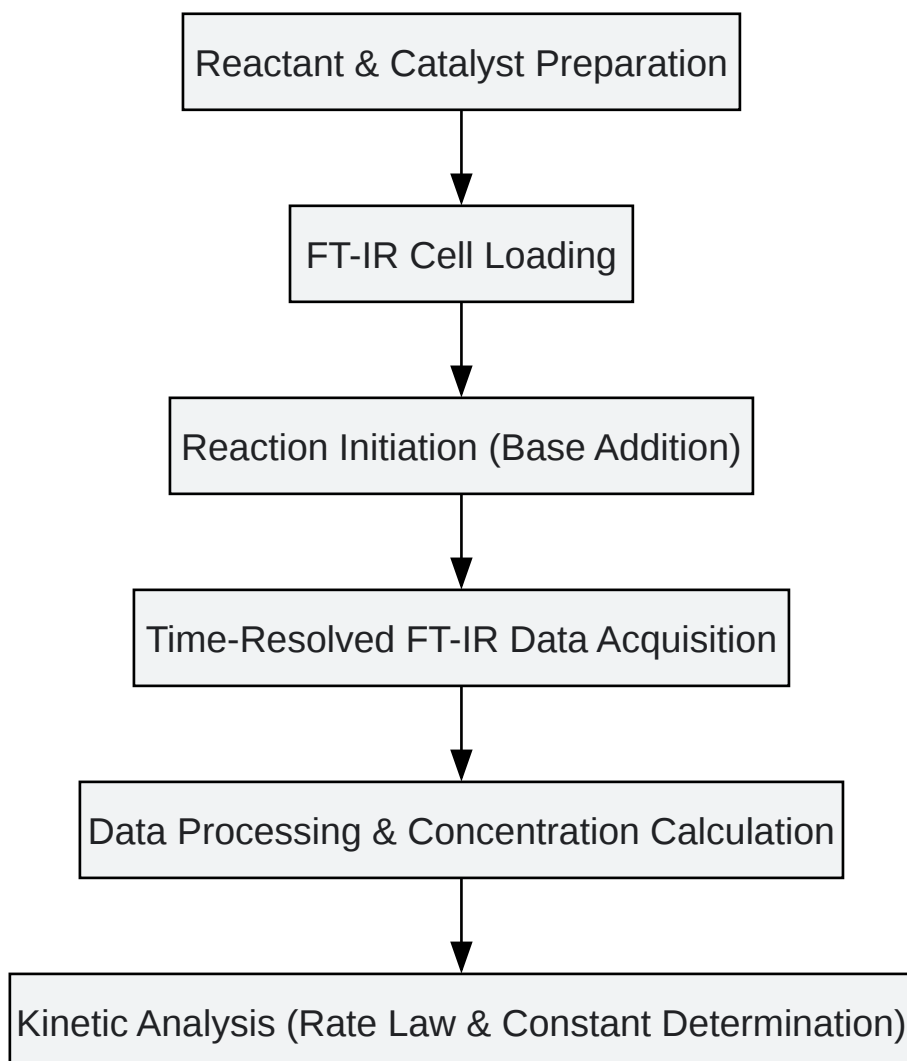 Reactant & Catalyst Preparation
FT-IR Cell Loading
Reaction Initiation (Base Addition)
Time-Resolved FT-IR Data Acquisition
Data Processing & Concentration Calculation
Kinetic Analysis (Rate Law & Constant Determination)